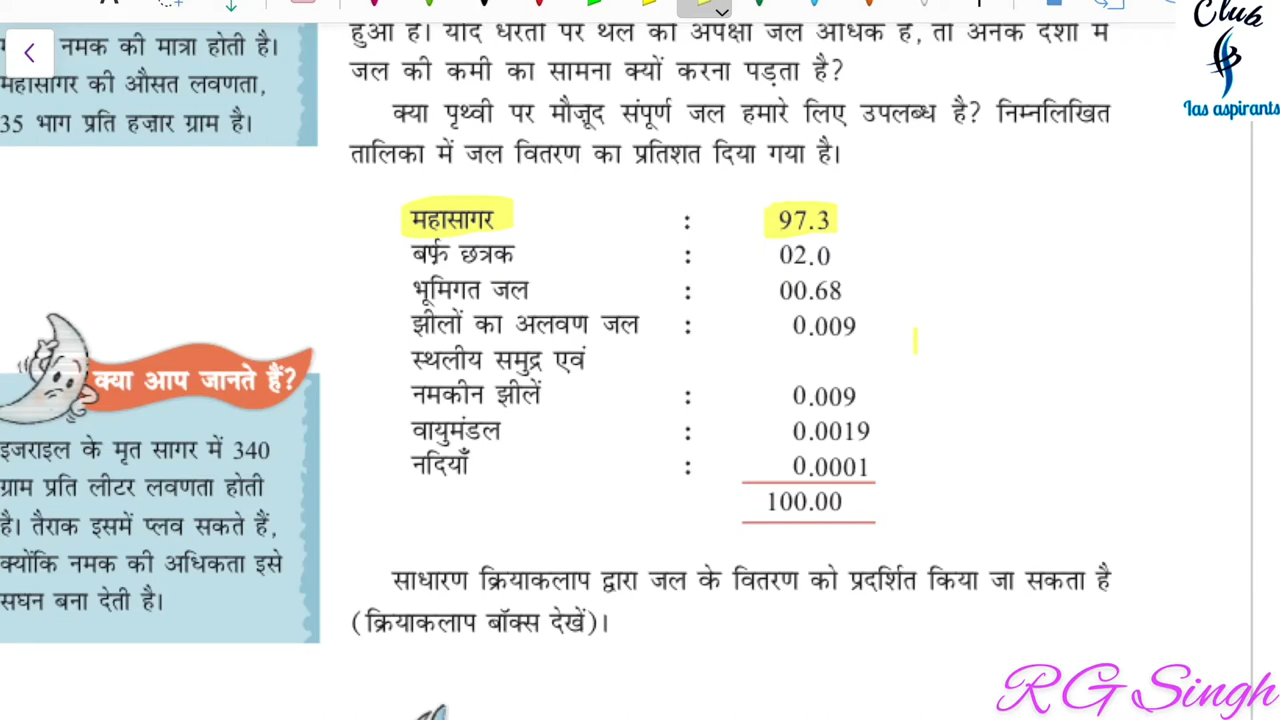 Club
Ias aspirants
नमक की मात्रा होती है।
महासागर की औसत लवणता,
35 भाग प्रति हज़ार ग्राम है।
हुआ है। यदि धरती पर थल की अपेक्षा जल अधिक है, तो अनेक देशों में
जल की कमी का सामना क्यों करना पड़ता है?
क्या पृथ्वी पर मौजूद संपूर्ण जल हमारे लिए उपलब्ध है? निम्नलिखित
तालिका में जल वितरण का प्रतिशत दिया गया है।
महासागर : 97.3
बर्फ़ छत्रक : 02.0
भूमिगत जल : 00.68
झीलों का अलवण जल : 0.009
स्थलीय समुद्र एवं
नमकीन झीलें : 0.009
वायुमंडल : 0.0019
नदियाँ : 0.0001
100.00
क्या आप जानते हैं?
इजराइल के मृत सागर में 340
ग्राम प्रति लीटर लवणता होती
है। तैराक इसमें प्लव सकते हैं,
क्योंकि नमक की अधिकता इसे
सघन बना देती है।
साधारण क्रियाकलाप द्वारा जल के वितरण को प्रदर्शित किया जा सकता है
(क्रियाकलाप बॉक्स देखें)।
RG Singh